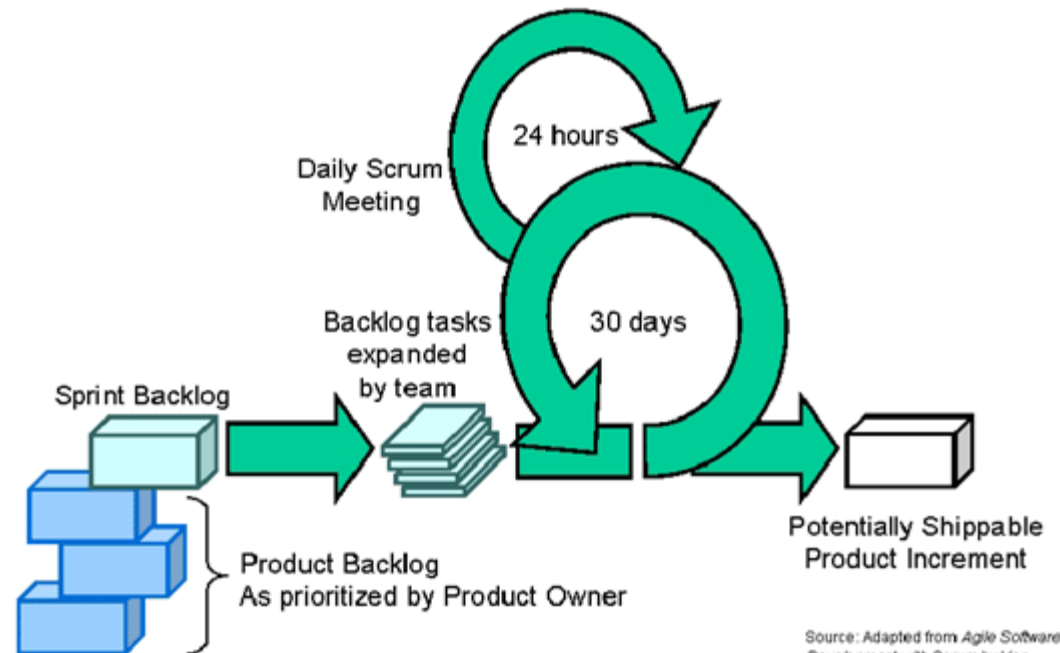 24 hours
Daily Scrum
Meeting
Backlog tasks
expanded
by team
30 days
Sprint Backlog
Potentially Shippable
Product Increment
Product Backlog
As prioritized by Product Owner
Source: Adapted from Agile Software